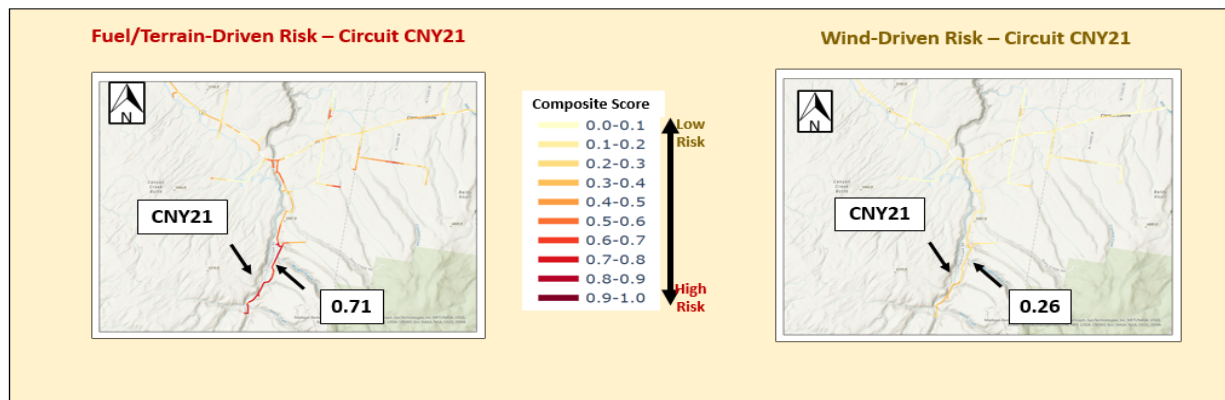 Fuel/Terrain-Driven Risk – Circuit CNY21
Wind-Driven Risk – Circuit CNY21
N
CNY21
0.71
Composite Score
0.0-0.1
0.1-0.2
0.2-0.3
0.3-0.4
0.4-0.5
0.5-0.6
0.6-0.7
0.7-0.8
0.8-0.9
0.9-1.0
Low
Risk
High
Risk
N
CNY21
0.26